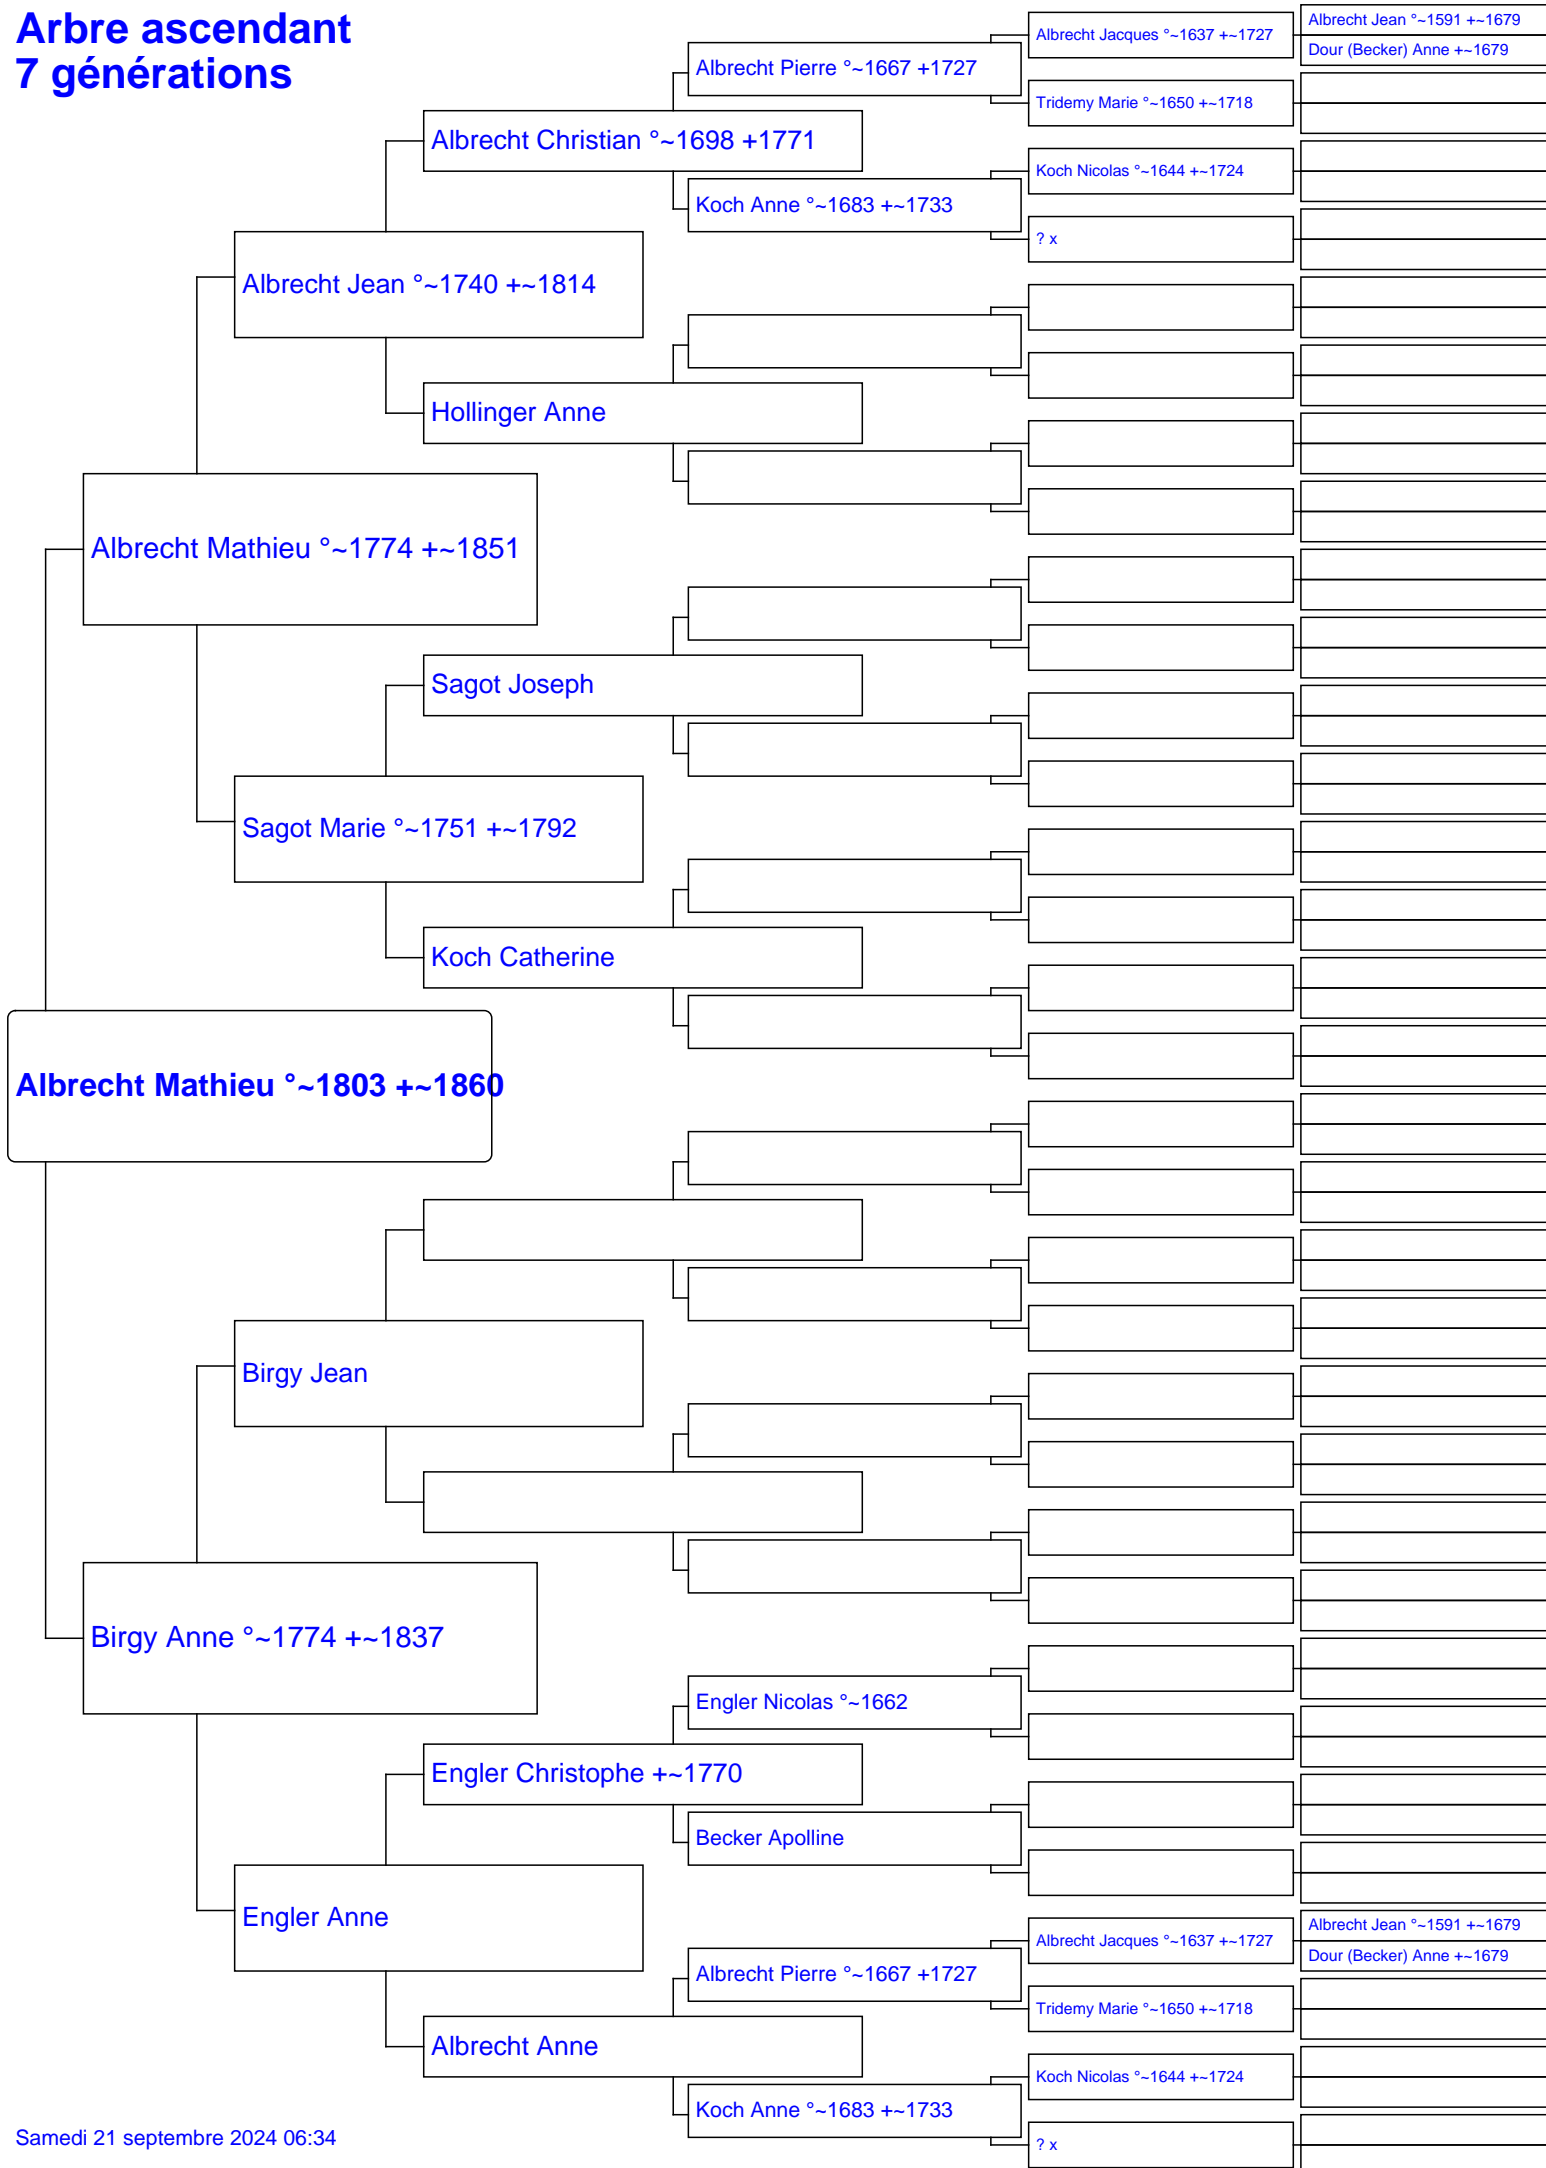 Arbre ascendant
7 générations
Albrecht Jean °~1591 +~1679
Albrecht Jacques °~1637 +~1727
Dour (Becker) Anne +~1679
Albrecht Pierre °~1667 +1727
Tridemy Marie °~1650 +~1718
Albrecht Christian °~1698 +1771
Koch Nicolas °~1644 +~1724
Koch Anne °~1683 +~1733
? x
Albrecht Jean °~1740 +~1814
Hollinger Anne
Albrecht Mathieu °~1774 +~1851
Sagot Joseph
Sagot Marie °~1751 +~1792
Koch Catherine
Albrecht Mathieu °~1803 +~1860
Birgy Jean
Birgy Anne °~1774 +~1837
Engler Nicolas °~1662
Engler Christophe +~1770
Becker Apolline
Engler Anne
Albrecht Jean °~1591 +~1679
Albrecht Jacques °~1637 +~1727
Dour (Becker) Anne +~1679
Albrecht Pierre °~1667 +1727
Tridemy Marie °~1650 +~1718
Albrecht Anne
Koch Nicolas °~1644 +~1724
Koch Anne °~1683 +~1733
? x
Samedi 21 septembre 2024 06:34